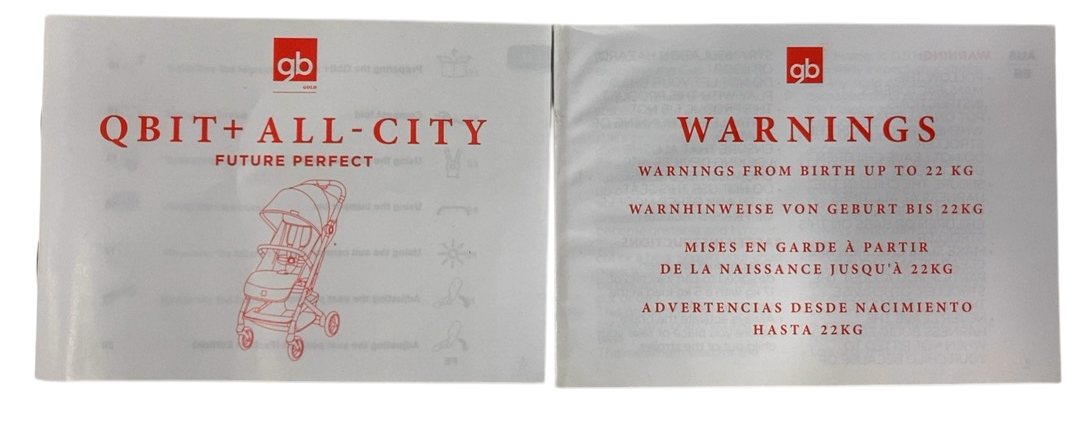 gb
GOLD
QBIT+ ALL-CITY
FUTURE PERFECT
gb
WARNINGS
WARNINGS FROM BIRTH UP TO 22 KG
WARNHINWEISE VON GEBURT BIS 22KG
MISES EN GARDE À PARTIR
DE LA NAISSANCE JUSQU'À 22KG
ADVERTENCIAS DESDE NACIMIENTO
HASTA 22KG